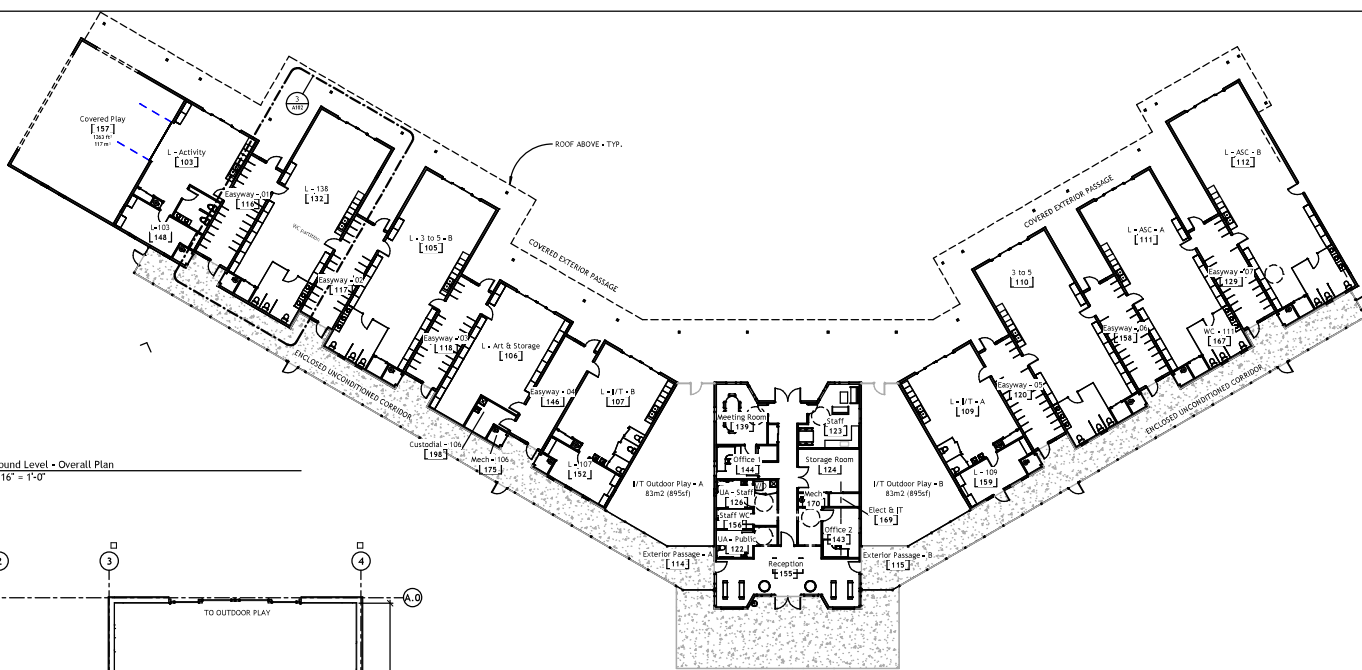 Covered Play
[157]
1263 ft²
117 m²
L - Activity
[103]
L-103
[148]
Easyway - 01
[116]
3
A102
L - 138
[132]
WC partition
Easyway - 02
[117]
L - 3 to 5 - B
[105]
Easyway - 03
[118]
L - Art & Storage
[106]
Easyway - 04
[146]
L - I/T - B
[107]
L - 107
[152]
Custodial - 106
[198]
Mech - 106
[175]
ROOF ABOVE - TYP.
COVERED EXTERIOR PASSAGE
ENCLOSED UNCONDITIONED CORRIDOR
I/T Outdoor Play - A
83m2 (895sf)
Exterior Passage - A
[114]
Meeting Room
[139]
Office 1
[144]
UA - Staff
[126]
W/D
Staff WC
[156]
UA - Public
[122]
Staff
[123]
Storage Room
[124]
Mech
[170]
Elect & IT
[169]
Office 2
[143]
Reception
[155]
I/T Outdoor Play - B
83m2 (895sf)
Exterior Passage - B
[115]
L - I/T - A
[109]
L - 109
[159]
Easyway - 05
[120]
3 to 5
[110]
Easyway - 06
[158]
L - ASC - A
[111]
WC - 111
[167]
Easyway - 07
[129]
L - ASC - B
[112]
COVERED EXTERIOR PASSAGE
ENCLOSED UNCONDITIONED CORRIDOR
ound Level - Overall Plan
16" = 1'-0"
2
3
4
A.0
TO OUTDOOR PLAY